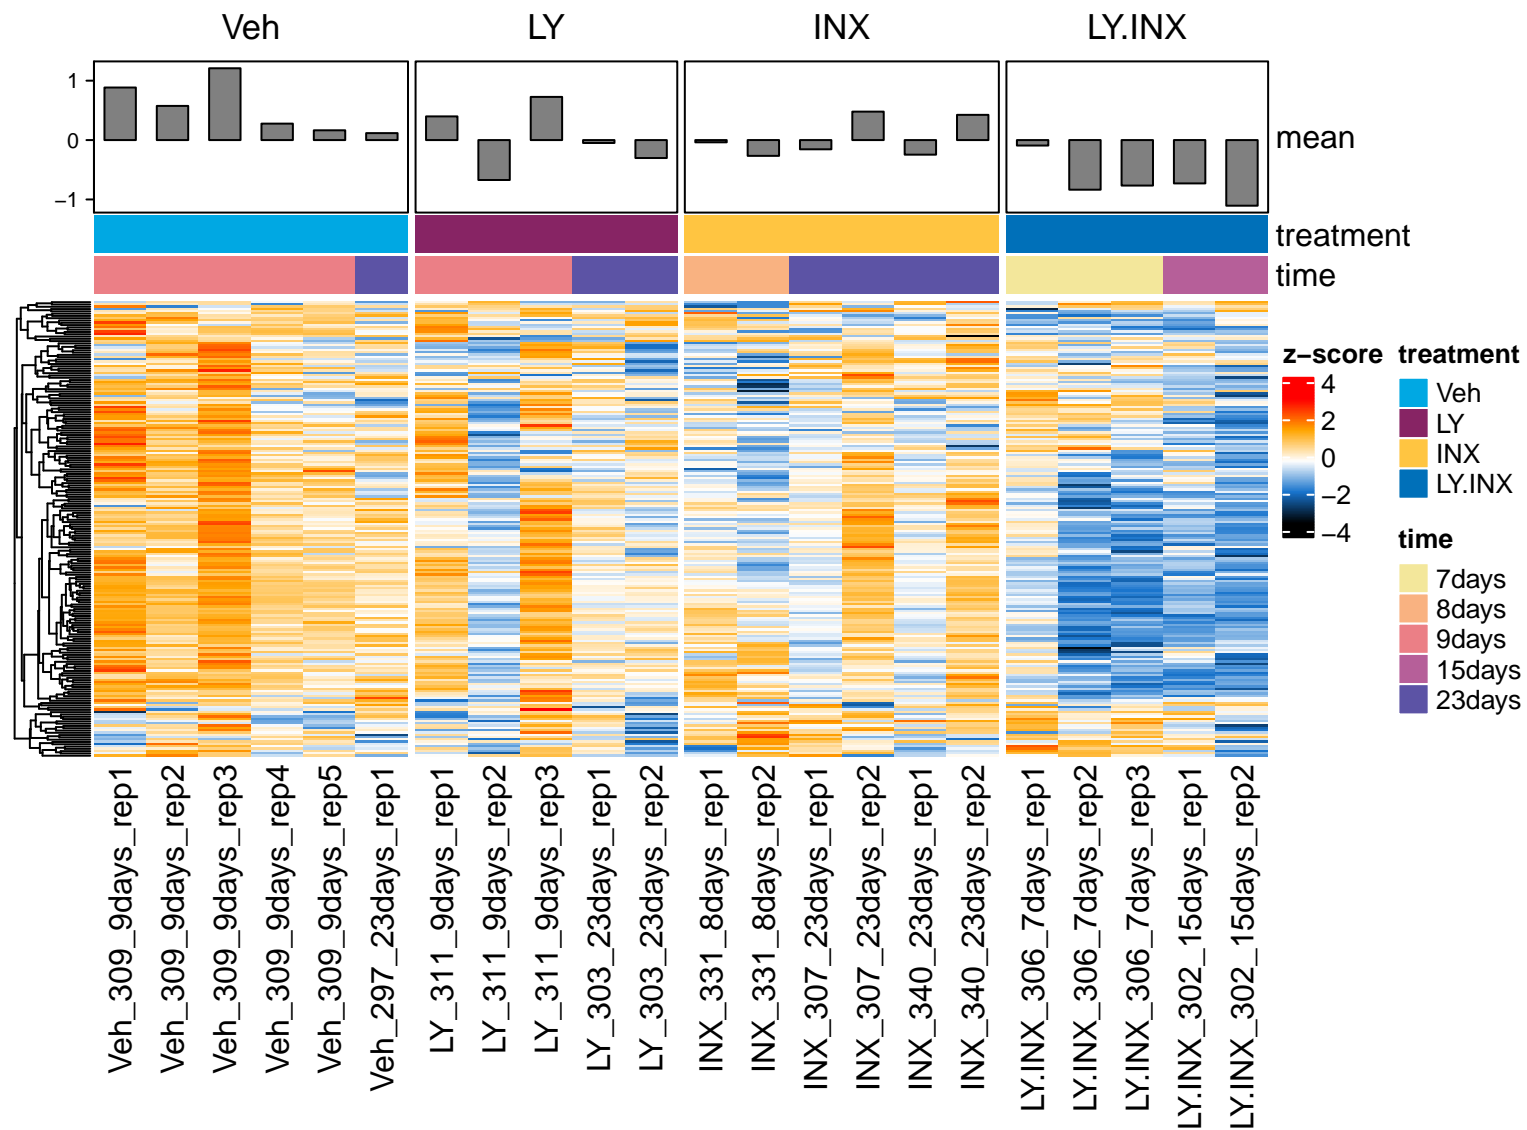 Veh LY INX LY.INX
1
0
−1
mean
treatment
time
z−score
4
2
0
−2
−4
treatment
Veh
LY
INX
LY.INX
time
7days
8days
9days
15days
23days
Veh_309_9days_rep1
Veh_309_9days_rep2
Veh_309_9days_rep3
Veh_309_9days_rep4
Veh_309_9days_rep5
Veh_297_23days_rep1
LY_311_9days_rep1
LY_311_9days_rep2
LY_311_9days_rep3
LY_303_23days_rep1
LY_303_23days_rep2
INX_331_8days_rep1
INX_331_8days_rep2
INX_307_23days_rep1
INX_307_23days_rep2
INX_340_23days_rep1
INX_340_23days_rep2
LY.INX_306_7days_rep1
LY.INX_306_7days_rep2
LY.INX_306_7days_rep3
LY.INX_302_15days_rep1
LY.INX_302_15days_rep2